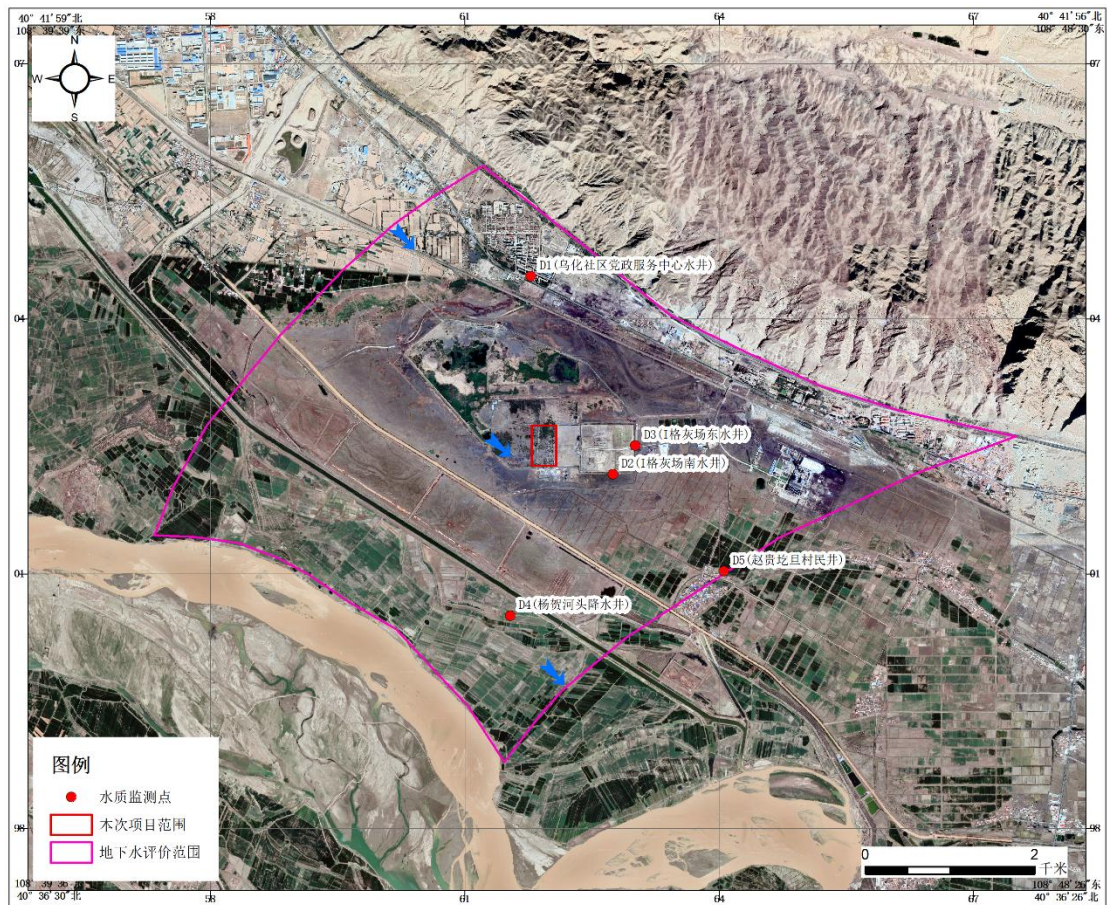 40° 41′59″北
108° 39′39″东
58
61
64
67
40° 41′56″北
108° 48′30″东
N
W
E
S
07
07
D1(乌化社区党政服务中心水井)
04
04
D3(I格灰场东水井)
D2(I格灰场南水井)
01
01
D5(赵贵圪旦村民井)
D4(杨贺河头降水井)
图例
水质监测点
本次项目范围
地下水评价范围
98
98
0
2
千米
108° 39′36″东
40° 36′30″北
58
61
64
67
108° 48′26″东
40° 36′26″北